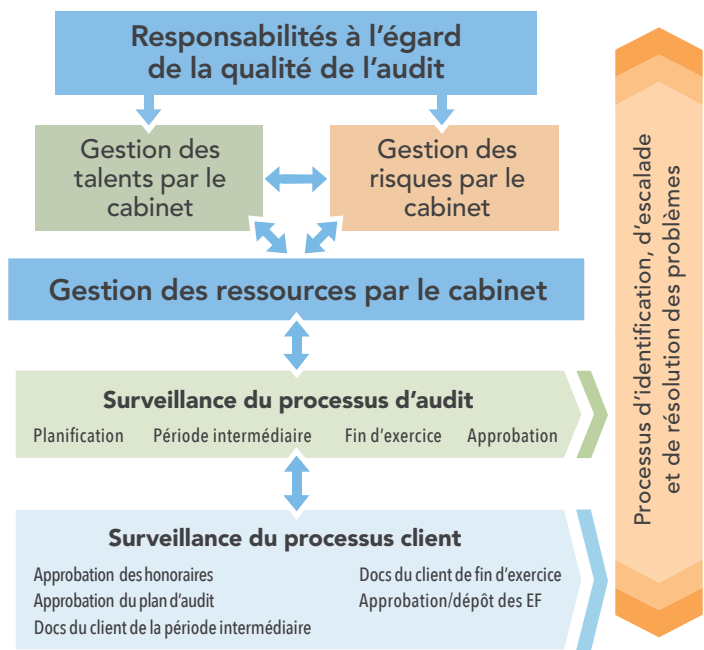 Responsabilités à l’égard
de la qualité de l’audit
Gestion des
talents par le
cabinet
Gestion des
risques par le
cabinet
Gestion des ressources par le cabinet
Surveillance du processus d’audit
Planification Période intermédiaire Fin d’exercice Approbation
Surveillance du processus client
Approbation des honoraires
Approbation du plan d’audit
Docs du client de la période intermédiaire
Docs du client de fin d’exercice
Approbation/dépôt des EF
Processus d’identification, d’escalade
et de résolution des problèmes